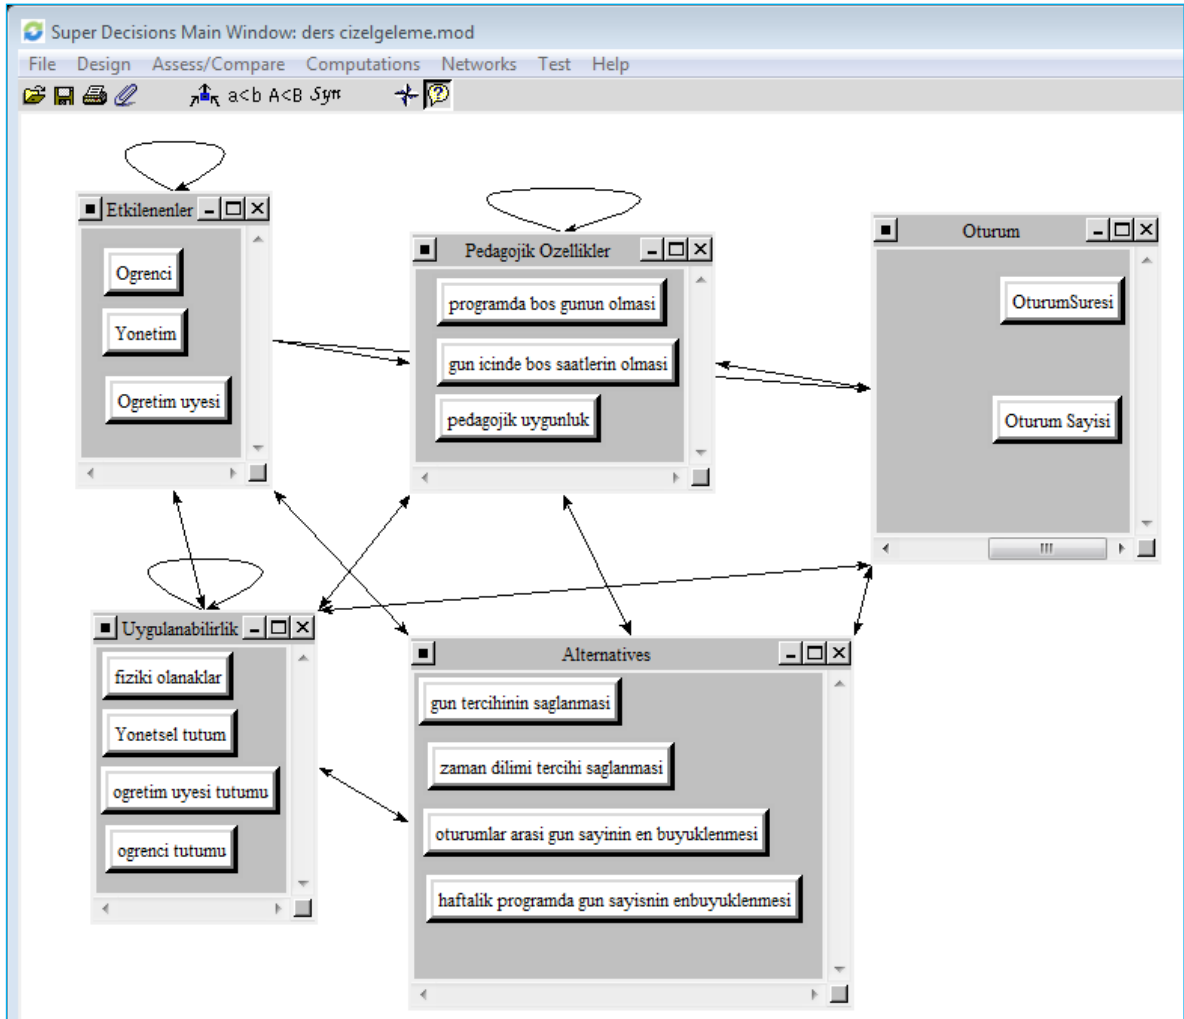 Super Decisions Main Window: ders cizelgeleme.mod
File Design Assess/Compare Computations Networks Test Help
a<b A<B Syn
Etkilenenler
Ogrenci
Yonetim
Ogretim uyesi
Pedagojik Ozellikler
programda bos gunun olmasi
gun icinde bos saatlerin olmasi
pedagojik uygunluk
Oturum
OturumSuresi
Oturum Sayisi
Uygulanabilirlik
fiziki olanaklar
Yonetsel tutum
ogretim uyesi tutumu
ogrenci tutumu
Alternatives
gun tercihinin saglanmasi
zaman dilimi tercihi saglanmasi
oturumlar arasi gun sayinin en buyuklenmesi
haftalik programda gun sayisnin enbuyuklenmesi